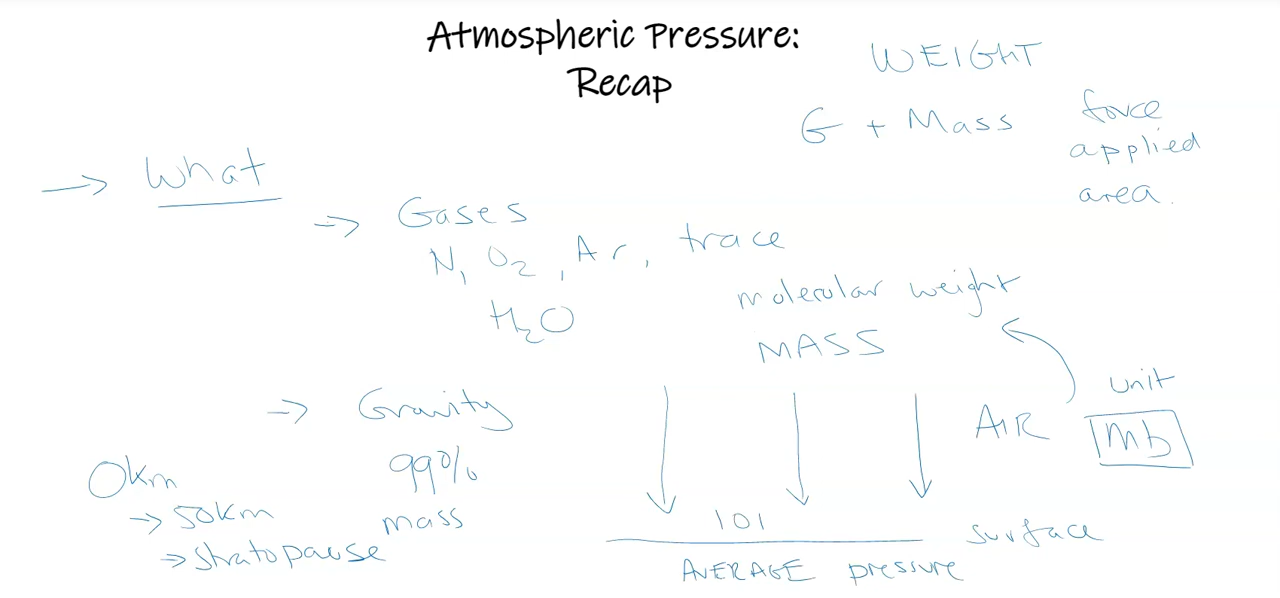 Atmospheric Pressure:
Recap
WEIGHT
G + Mass
force
applied
area.
→ What
→ Gases
N, O2, Ar, trace
H2O
molecular weight
MASS
→ Gravity
99%
mass
0km
→ 50km
→ stratopause
AIR
unit
mb
101
surface
AVERAGE pressure